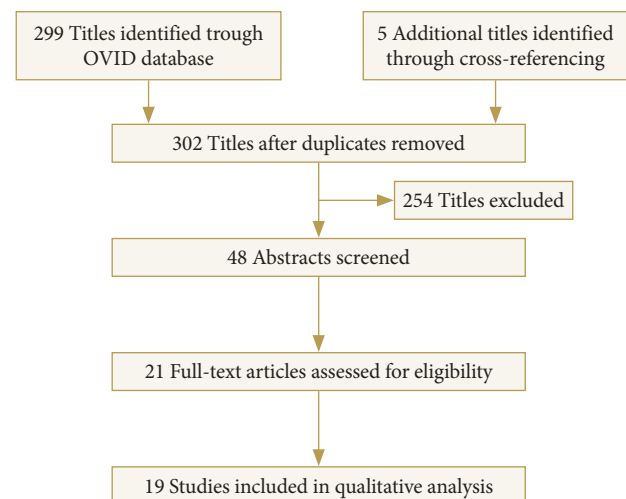 299 Titles identified trough
OVID database
5 Additional titles identified
through cross-referencing
302 Titles after duplicates removed
254 Titles excluded
48 Abstracts screened
21 Full-text articles assessed for eligibility
19 Studies included in qualitative analysis